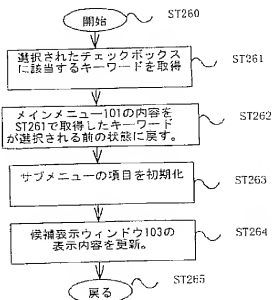 開始
ST260
選択されたチェックボックス
に該当するキーワードを取得
ST261
メインメニュー101の内容を
ST261で取得したキーワード
が選択される前の状態に戻す。
ST262
サブメニューの項目を初期化
ST263
候補表示ウィンドウ103の
表示内容を更新。
ST264
戻る
ST265